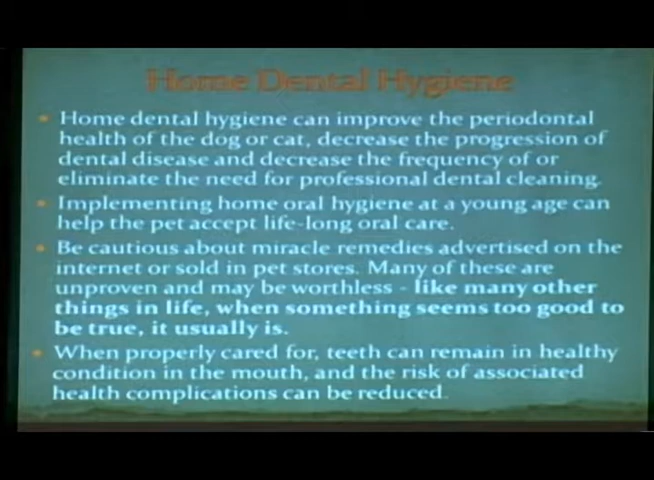 Home Dental Hygiene
• Home dental hygiene can improve the periodontal
health of the dog or cat, decrease the progression of
dental disease and decrease the frequency of or
eliminate the need for professional dental cleaning.
• Implementing home oral hygiene at a young age can
help the pet accept life-long oral care.
• Be cautious about miracle remedies advertised on the
internet or sold in pet stores. Many of these are
unproven and may be worthless - like many other
things in life, when something seems too good to
be true, it usually is.
• When properly cared for, teeth can remain in healthy
condition in the mouth, and the risk of associated
health complications can be reduced.